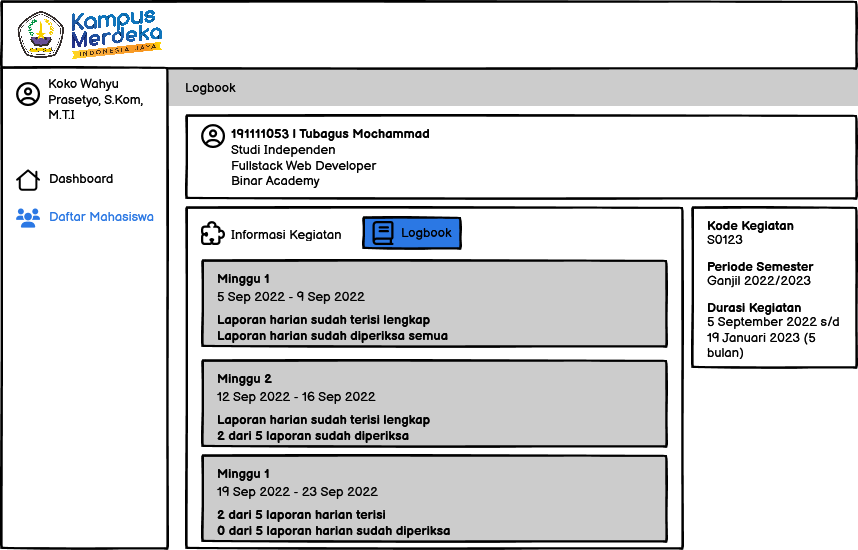 Kampus
Merdeka
INDONESIA JAYA
Koko Wahyu
Prasetyo, S.Kom,
M.T.I
Dashboard
Daftar Mahasiswa
Logbook
191111053 | Tubagus Mochammad
Studi Independen
Fullstack Web Developer
Binar Academy
Informasi Kegiatan
Logbook
Minggu 1
5 Sep 2022 - 9 Sep 2022
Laporan harian sudah terisi lengkap
Laporan harian sudah diperiksa semua
Minggu 2
12 Sep 2022 - 16 Sep 2022
Laporan harian sudah terisi lengkap
2 dari 5 laporan sudah diperiksa
Minggu 1
19 Sep 2022 - 23 Sep 2022
2 dari 5 laporan harian terisi
0 dari 5 laporan harian sudah diperiksa
Kode Kegiatan
S0123
Periode Semester
Ganjil 2022/2023
Durasi Kegiatan
5 September 2022 s/d
19 Januari 2023 (5
bulan)